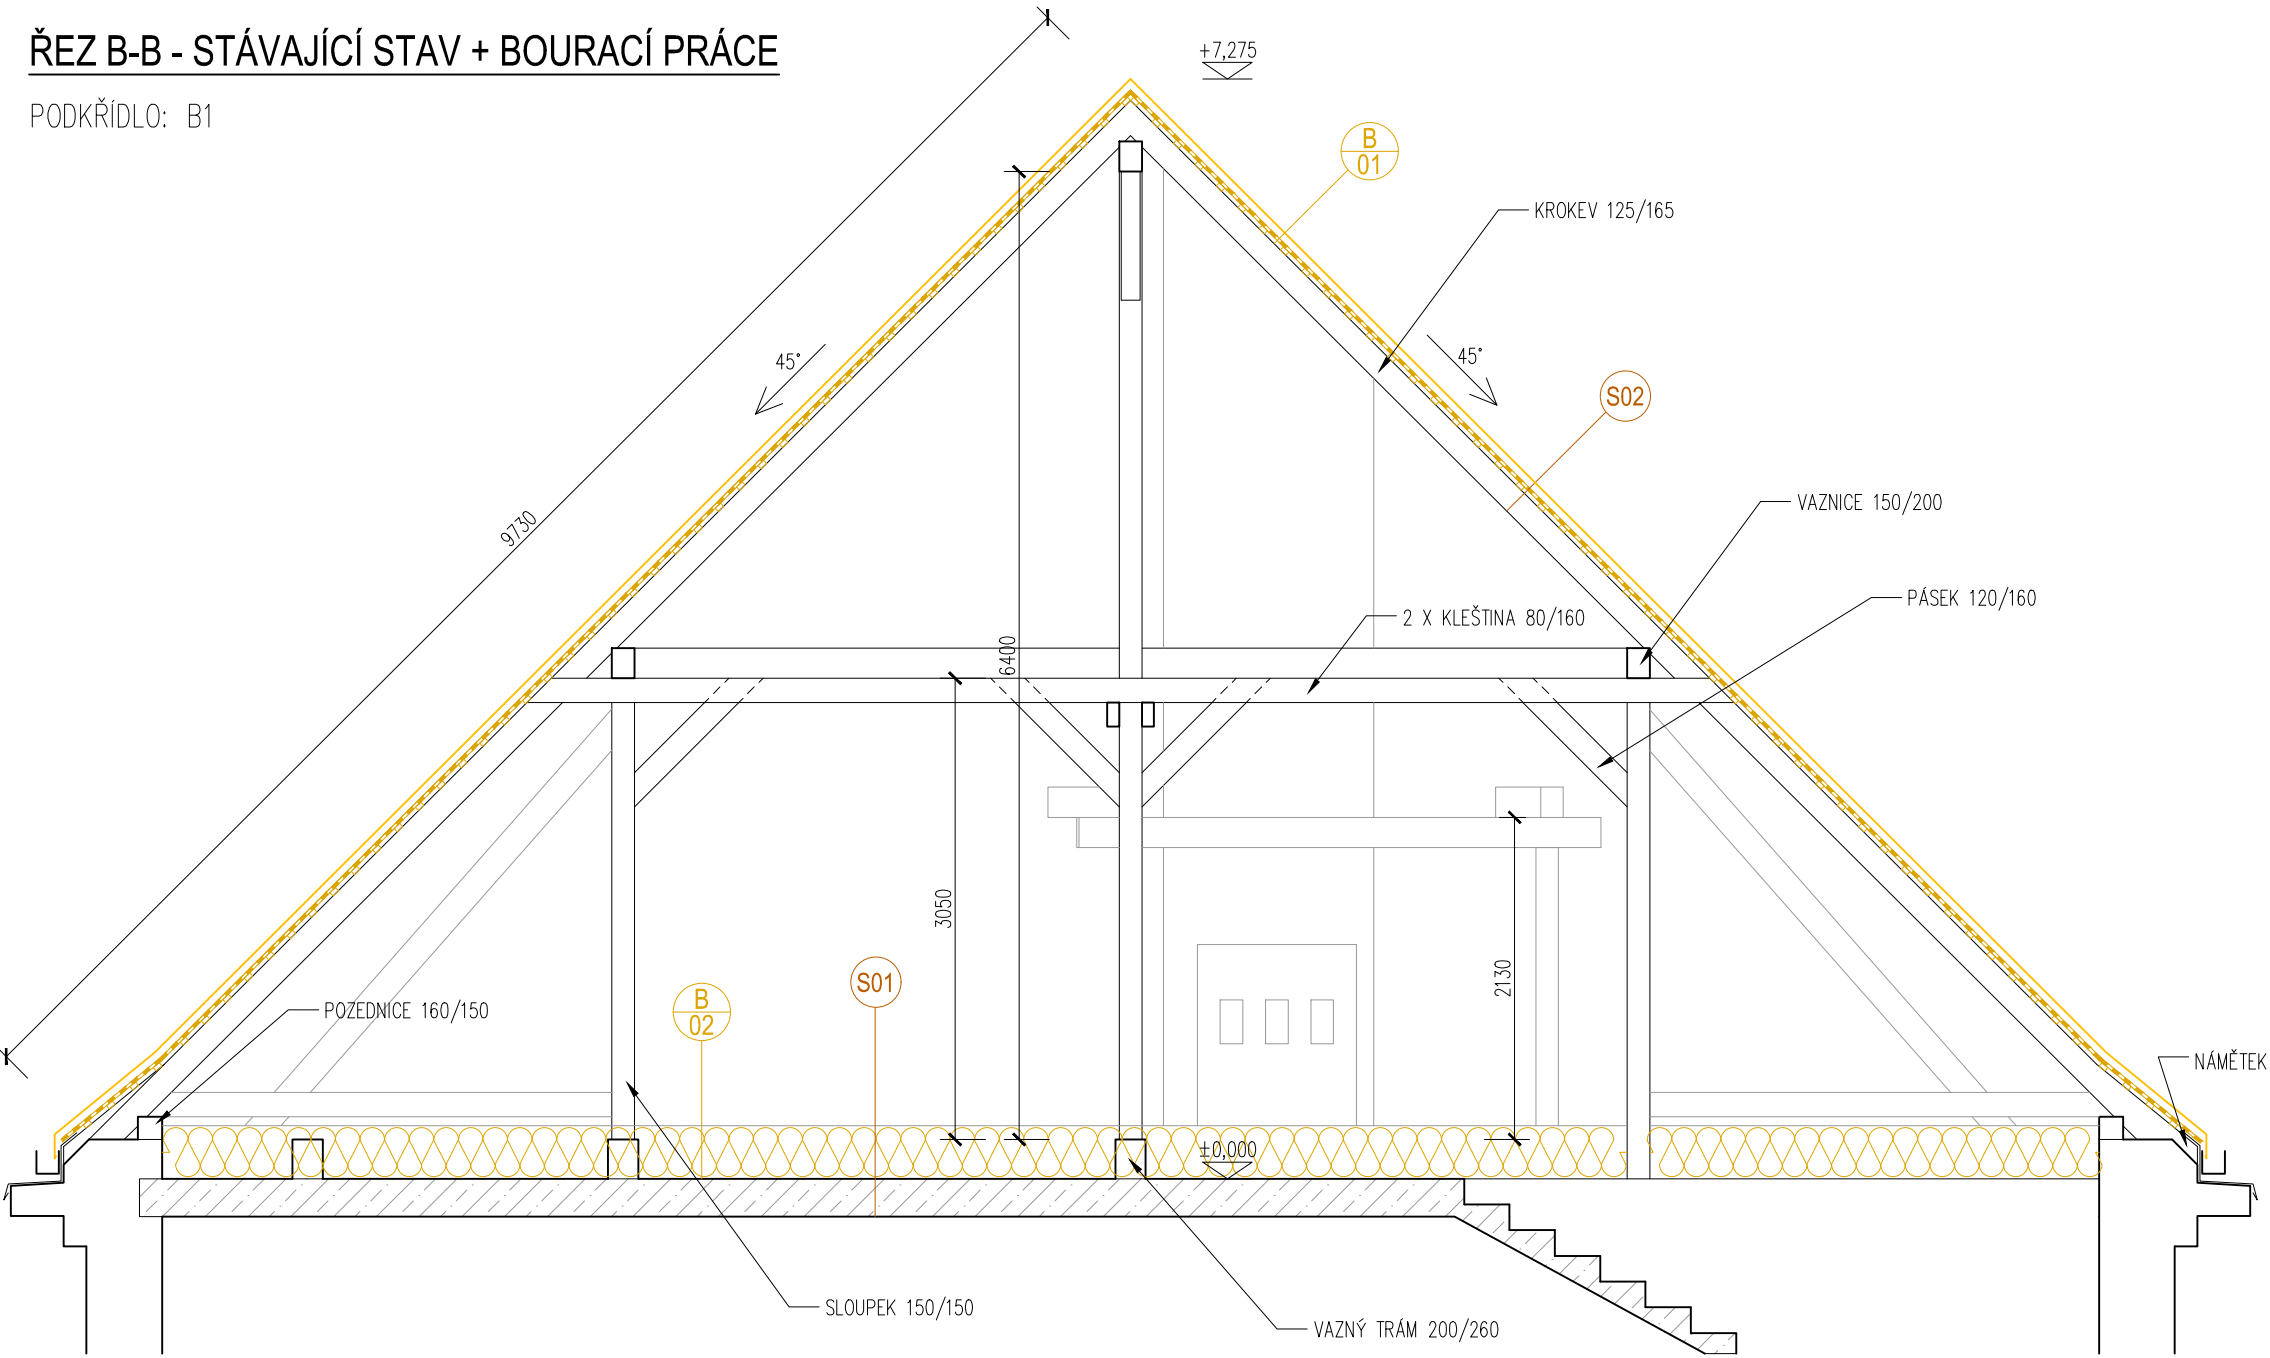 ŘEZ B-B - STÁVAJÍCÍ STAV + BOURACÍ PRÁCE
PODKŘÍDLO: B1
+7,275
B
01
KROKEV 125/165
45°
45°
S02
9730
VAZNICE 150/200
PÁSEK 120/160
2 X KLEŠTINA 80/160
6400
3050
2130
S01
B
02
POZEDNICE 160/150
NÁMĚTEK
±0,000
SLOUPEK 150/150
VAZNÝ TRÁM 200/260